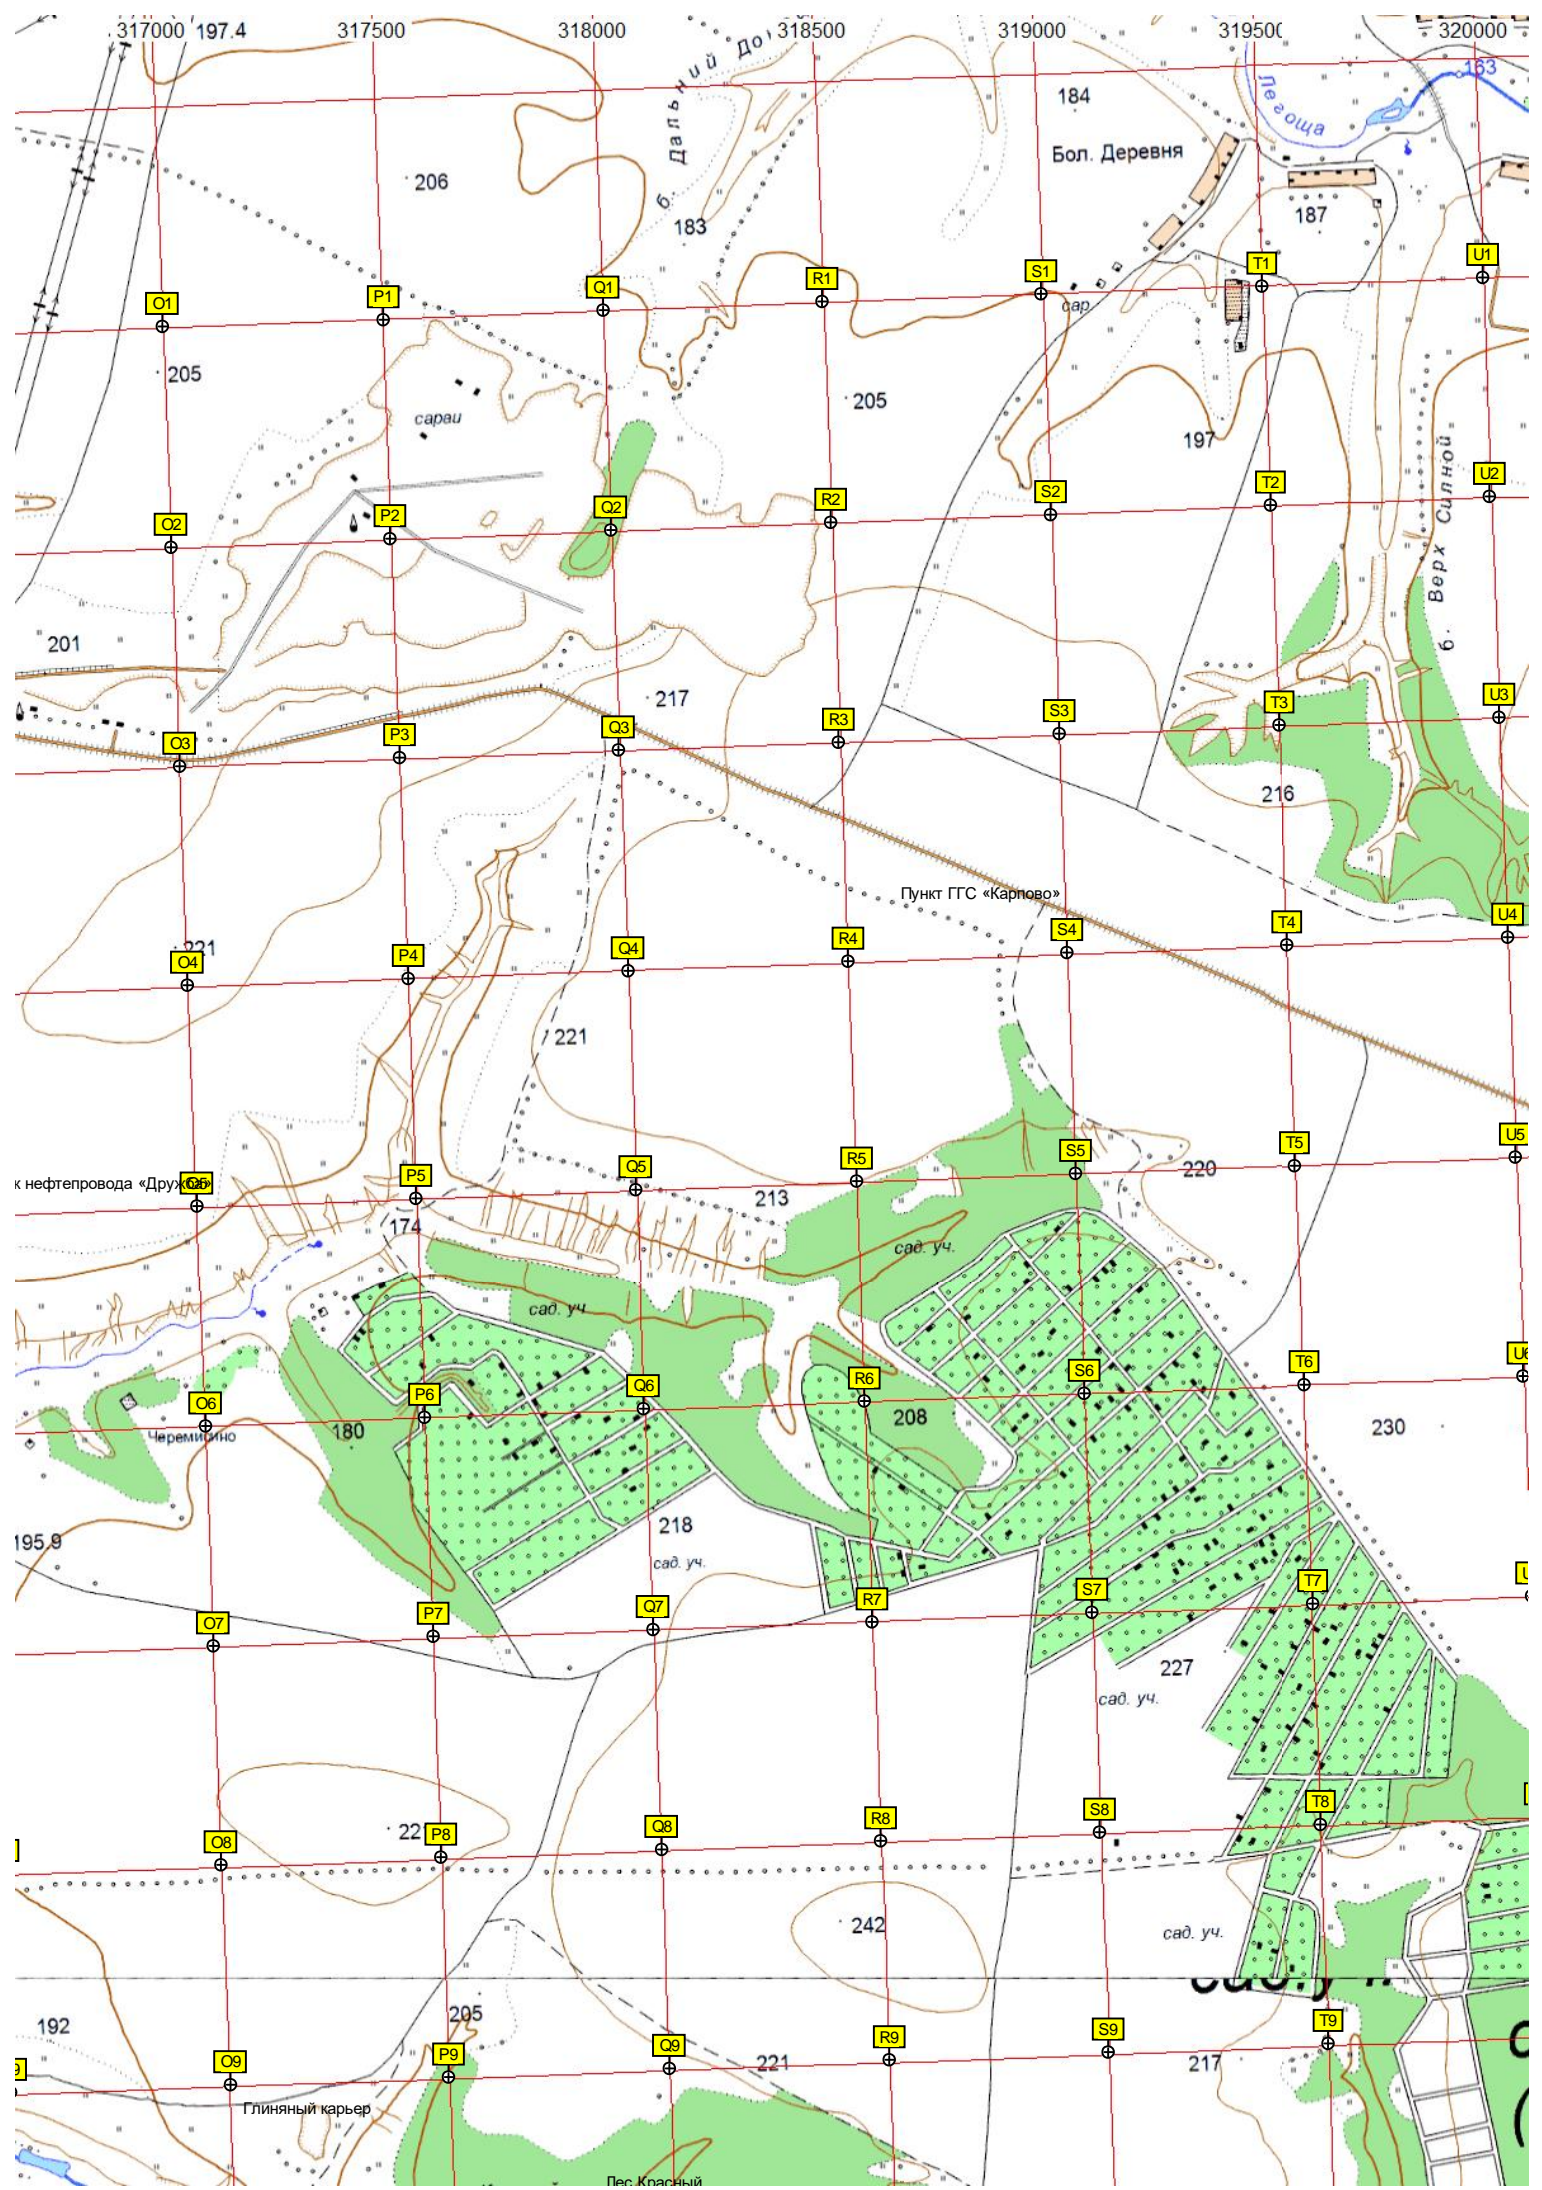 317000 197.4 317500 318000 318500 319000 319500 320000
б. Дальний До
163
Легоща
184
Бол. Деревня
206
187
183
O1 P1 Q1 R1 S1 T1 U1
сар.
205
205
сараи
197
б. Верх Силной
O2 P2 Q2 R2 S2 T2 U2
201
217
O3 P3 Q3 R3 S3 T3 U3
216
Пункт ГГС «Карпово»
221
O4 P4 Q4 R4 S4 T4 U4
221
к нефтепровода «Дружба»
O5 P5 Q5 R5 S5 T5 U5
220
213
174
сад. уч.
сад. уч.
O6 P6 Q6 R6 S6 T6 U6
180
208
230
Черемисино
218
195.9
сад. уч.
O7 P7 Q7 R7 S7 T7
227
сад. уч.
O8 P8 Q8 R8 S8 T8
242
сад. уч.
205
192
9 O9 P9 Q9 R9 S9 T9
221
217
Глиняный карьер
Лес Красный